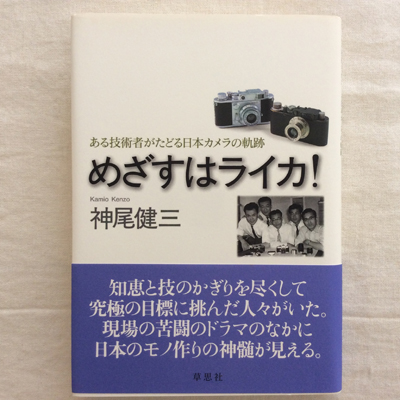 ある技術者がたどる日本カメラの軌跡
めざすはライカ!
Kamio Kenzo
神尾健三
知恵と技のかぎりを尽くして
究極の目標に挑んだ人々がいた。
現場の苦闘のドラマのなかに
日本のモノ作りの神髄が見える。
草思社